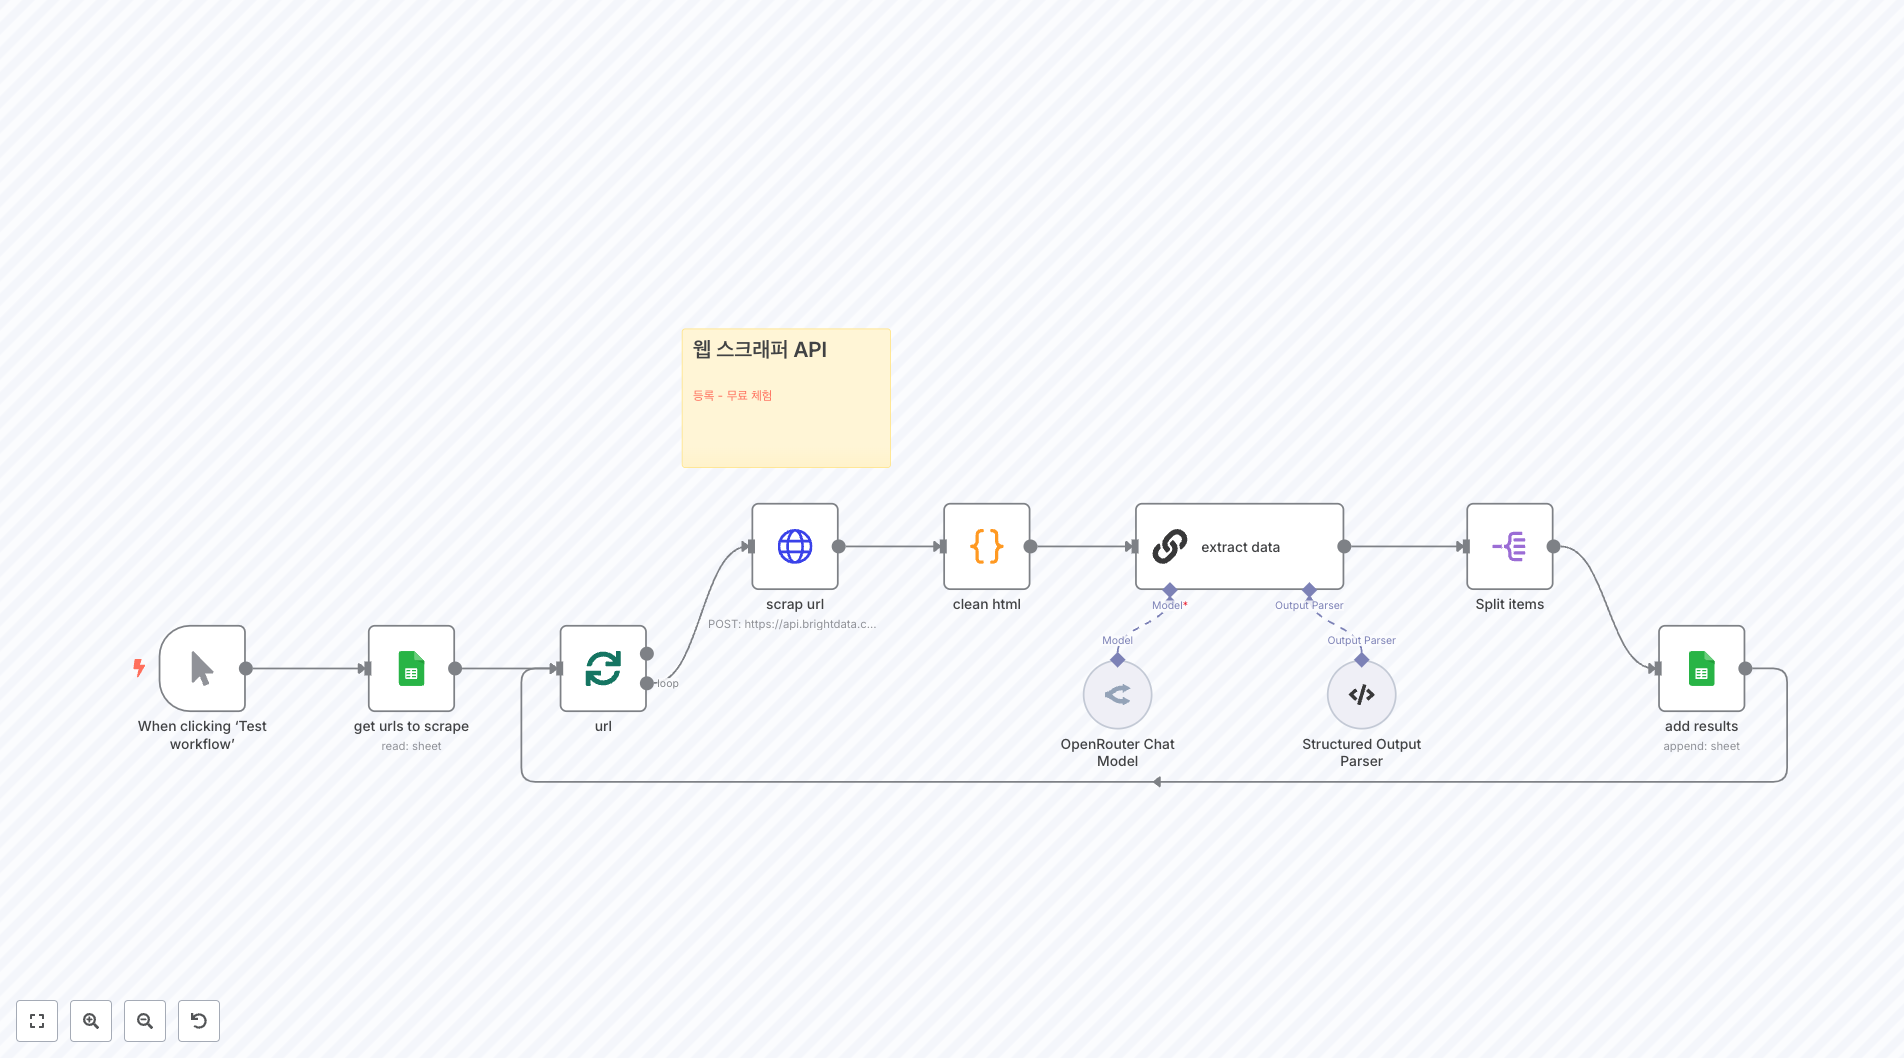 웹 스크래퍼 API
등록 - 무료 체험
When clicking ‘Test
workflow’
get urls to scrape
read: sheet
url
loop
scrap url
POST: https://api.brightdata.c...
clean html
extract data
Model*
Output Parser
Model
Output Parser
OpenRouter Chat
Model
Structured Output
Parser
Split items
add results
append: sheet